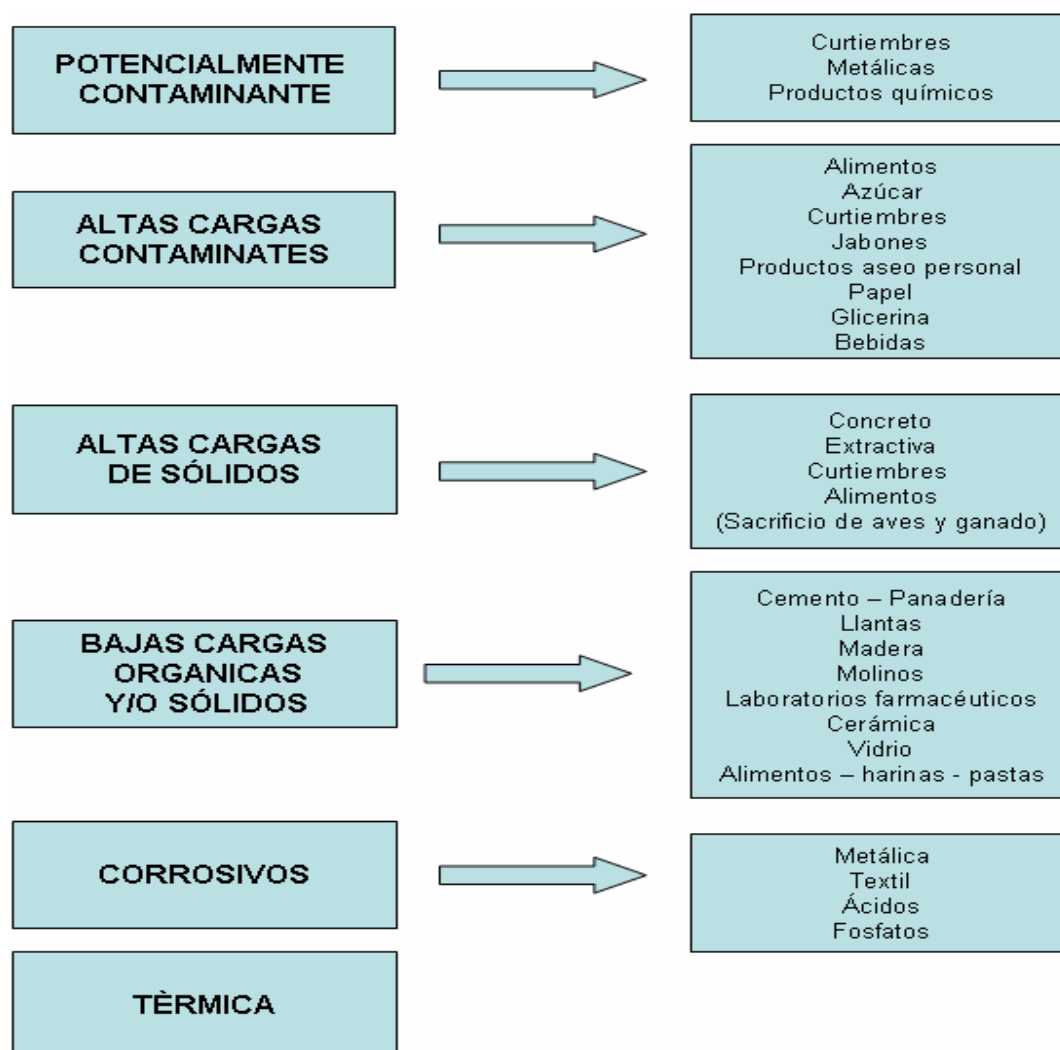 POTENCIALMENTE
CONTAMINANTE
Curtiembres
Metálicas
Productos químicos
ALTAS CARGAS
CONTAMINATES
Alimentos
Azúcar
Curtiembres
Jabones
Productos aseo personal
Papel
Glicerina
Bebidas
ALTAS CARGAS
DE SÓLIDOS
Concreto
Extractiva
Curtiembres
Alimentos
(Sacrificio de aves y ganado)
BAJAS CARGAS
ORGANICAS
Y/O SÓLIDOS
Cemento – Panadería
Llantas
Madera
Molinos
Laboratorios farmacéuticos
Cerámica
Vidrio
Alimentos – harinas - pastas
CORROSIVOS
Metálica
Textil
Ácidos
Fosfatos
TÈRMICA